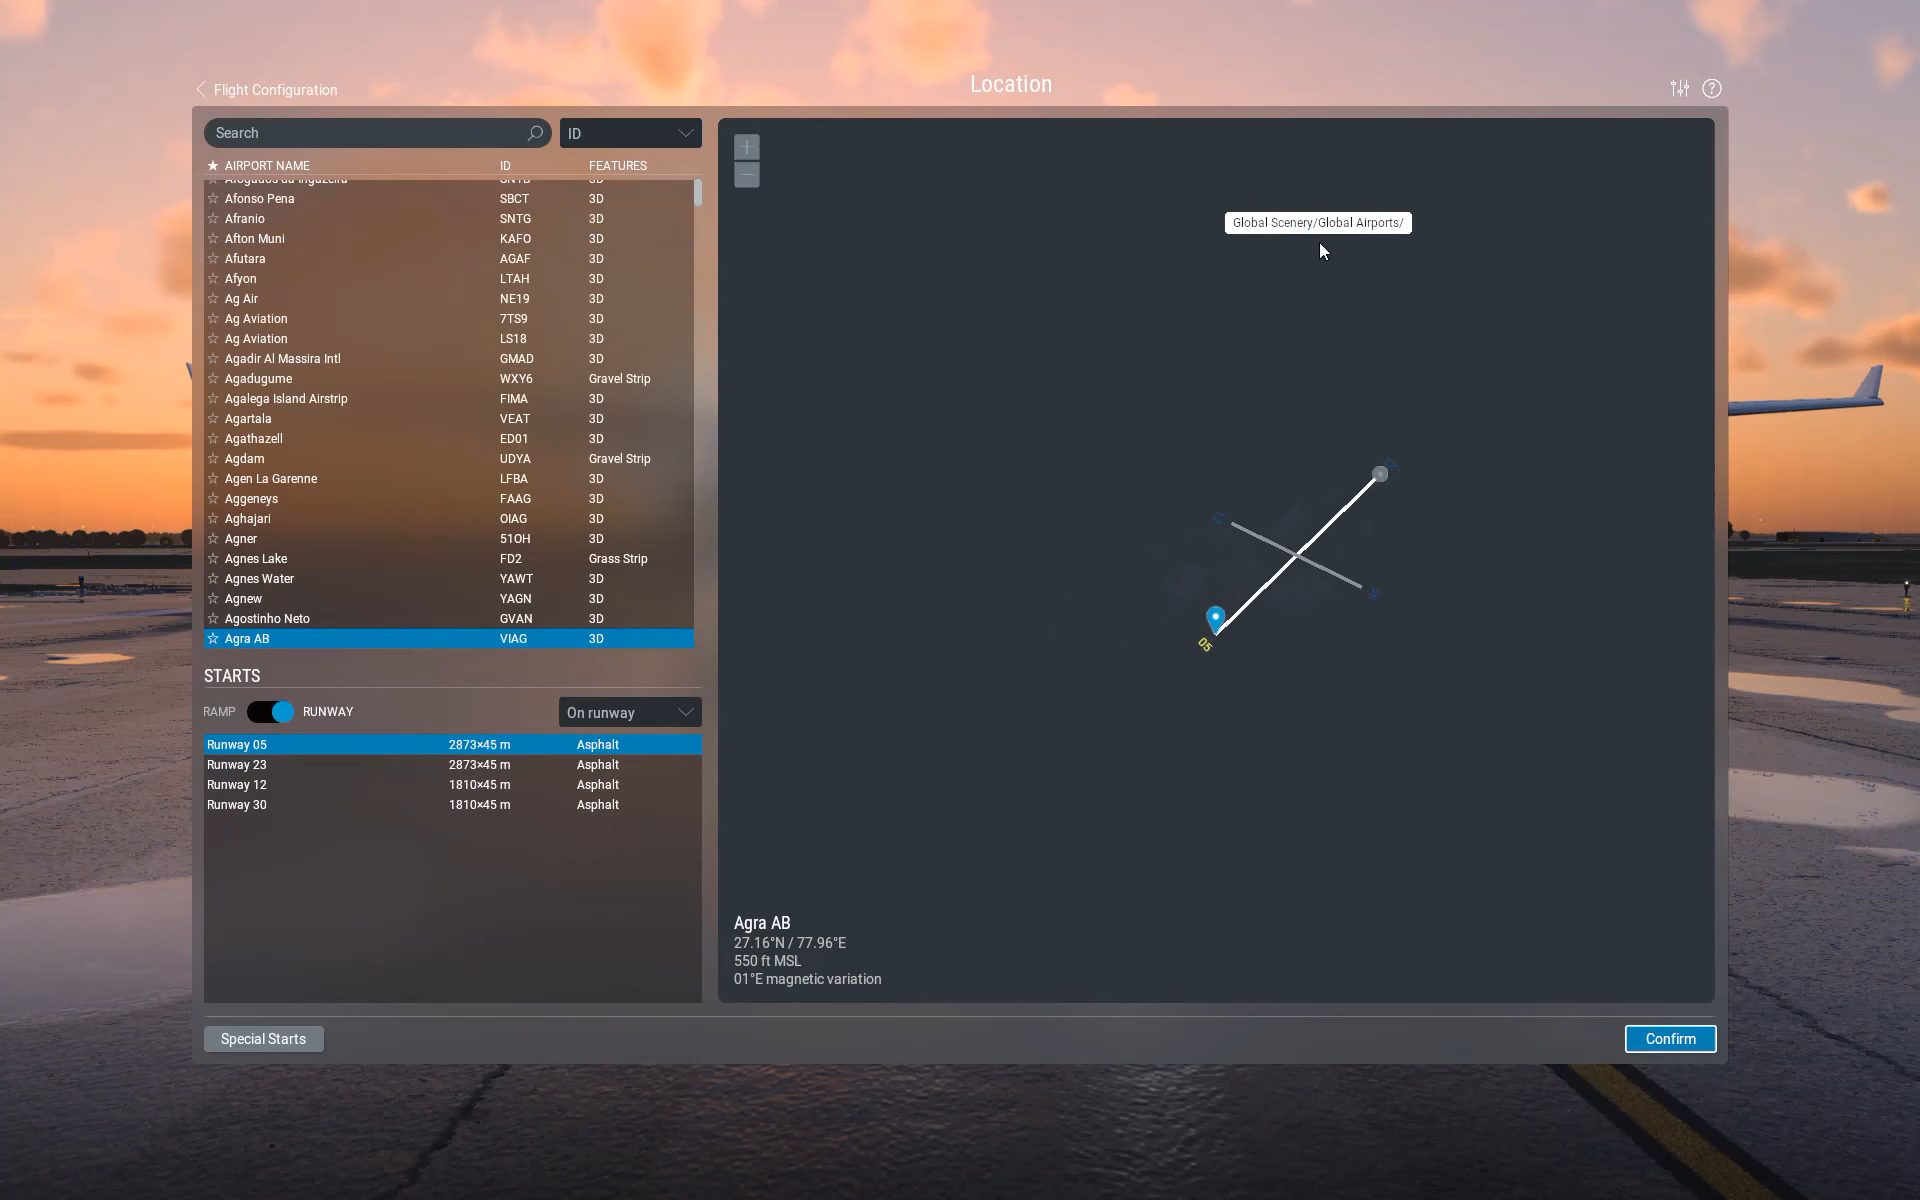 Flight Configuration
Location
Search
ID
AIRPORT NAME ID FEATURES
Afogados da Ingazeira SNTB 3D
Afonso Pena SBCT 3D
Afranio SNTG 3D
Afton Muni KAFO 3D
Afutara AGAF 3D
Afyon LTAH 3D
Ag Air NE19 3D
Ag Aviation 7TS9 3D
Ag Aviation LS18 3D
Agadir Al Massira Intl GMAD 3D
Agadugume WXY6 Gravel Strip
Agalega Island Airstrip FIMA 3D
Agartala VEAT 3D
Agathazell ED01 3D
Agdam UDYA Gravel Strip
Agen La Garenne LFBA 3D
Aggeneys FAAG 3D
Aghajari OIAG 3D
Agner 51OH 3D
Agnes Lake FD2 Grass Strip
Agnes Water YAWT 3D
Agnew YAGN 3D
Agostinho Neto GVAN 3D
Agra AB VIAG 3D
STARTS
RAMP RUNWAY On runway
Runway 05 2873×45 m Asphalt
Runway 23 2873×45 m Asphalt
Runway 12 1810×45 m Asphalt
Runway 30 1810×45 m Asphalt
Special Starts
Global Scenery/Global Airports/
05
Agra AB
27.16°N / 77.96°E
550 ft MSL
01°E magnetic variation
Confirm